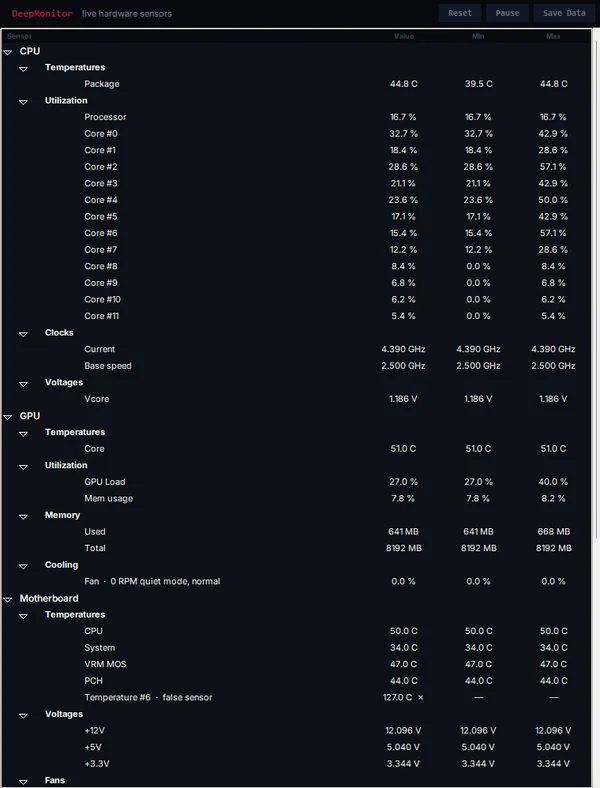 DeepMonitor live hardware sensors Reset Pause Save Data
Sensor Value Min Max
CPU
Temperatures
Package 44.8 C 39.5 C 44.8 C
Utilization
Processor 16.7 % 16.7 % 16.7 %
Core #0 32.7 % 32.7 % 42.9 %
Core #1 18.4 % 18.4 % 28.6 %
Core #2 28.6 % 28.6 % 57.1 %
Core #3 21.1 % 21.1 % 42.9 %
Core #4 23.6 % 23.6 % 50.0 %
Core #5 17.1 % 17.1 % 42.9 %
Core #6 15.4 % 15.4 % 57.1 %
Core #7 12.2 % 12.2 % 28.6 %
Core #8 8.4 % 0.0 % 8.4 %
Core #9 6.8 % 0.0 % 6.8 %
Core #10 6.2 % 0.0 % 6.2 %
Core #11 5.4 % 0.0 % 5.4 %
Clocks
Current 4.390 GHz 4.390 GHz 4.390 GHz
Base speed 2.500 GHz 2.500 GHz 2.500 GHz
Voltages
Vcore 1.186 V 1.186 V 1.186 V
GPU
Temperatures
Core 51.0 C 51.0 C 51.0 C
Utilization
GPU Load 27.0 % 27.0 % 40.0 %
Mem usage 7.8 % 7.8 % 8.2 %
Memory
Used 641 MB 641 MB 668 MB
Total 8192 MB 8192 MB 8192 MB
Cooling
Fan · 0 RPM quiet mode, normal 0.0 % 0.0 % 0.0 %
Motherboard
Temperatures
CPU 50.0 C 50.0 C 50.0 C
System 34.0 C 34.0 C 34.0 C
VRM MOS 47.0 C 47.0 C 47.0 C
PCH 44.0 C 44.0 C 44.0 C
Temperature #6 · false sensor 127.0 C × — —
Voltages
+12V 12.096 V 12.096 V 12.096 V
+5V 5.040 V 5.040 V 5.040 V
+3.3V 3.344 V 3.344 V 3.344 V
Fans